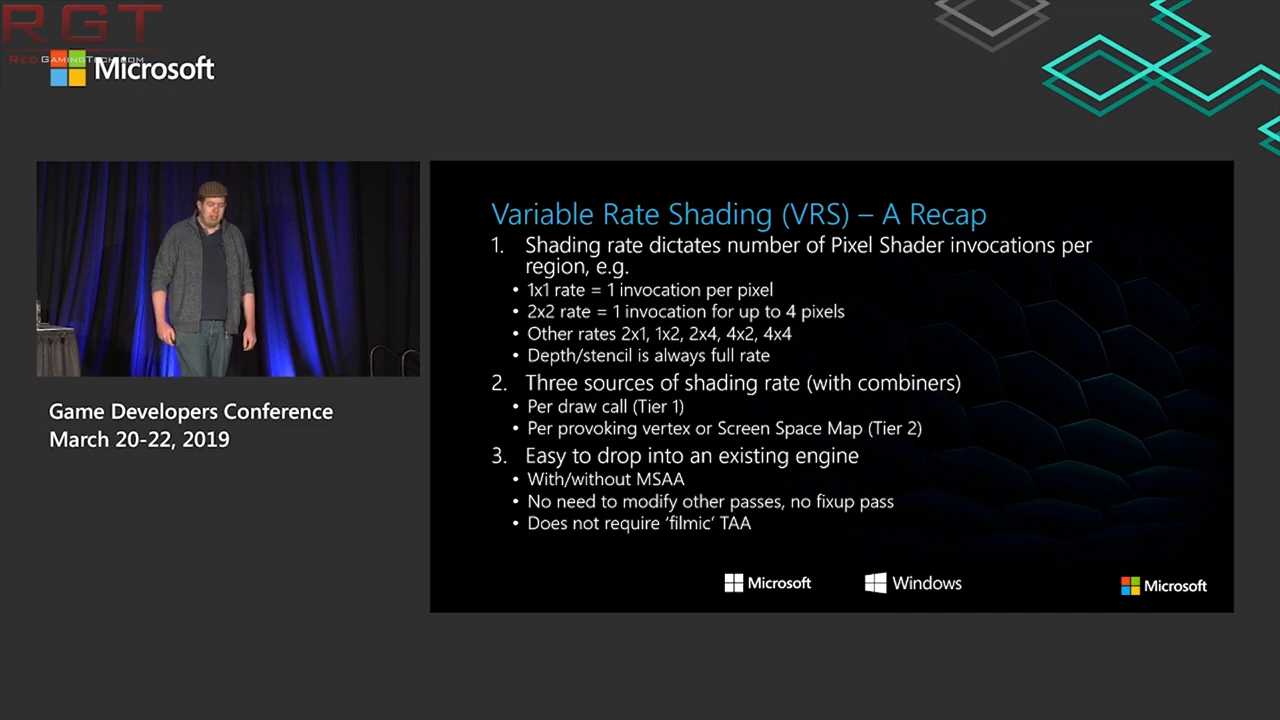 RGT
REDGAMINGTECH.COM
Microsoft
Variable Rate Shading (VRS) – A Recap
1. Shading rate dictates number of Pixel Shader invocations per
region, e.g.
• 1x1 rate = 1 invocation per pixel
• 2x2 rate = 1 invocation for up to 4 pixels
• Other rates 2x1, 1x2, 2x4, 4x2, 4x4
• Depth/stencil is always full rate
2. Three sources of shading rate (with combiners)
• Per draw call (Tier 1)
• Per provoking vertex or Screen Space Map (Tier 2)
3. Easy to drop into an existing engine
• With/without MSAA
• No need to modify other passes, no fixup pass
• Does not require ‘filmic’ TAA
Microsoft
Windows
Microsoft
Game Developers Conference
March 20-22, 2019